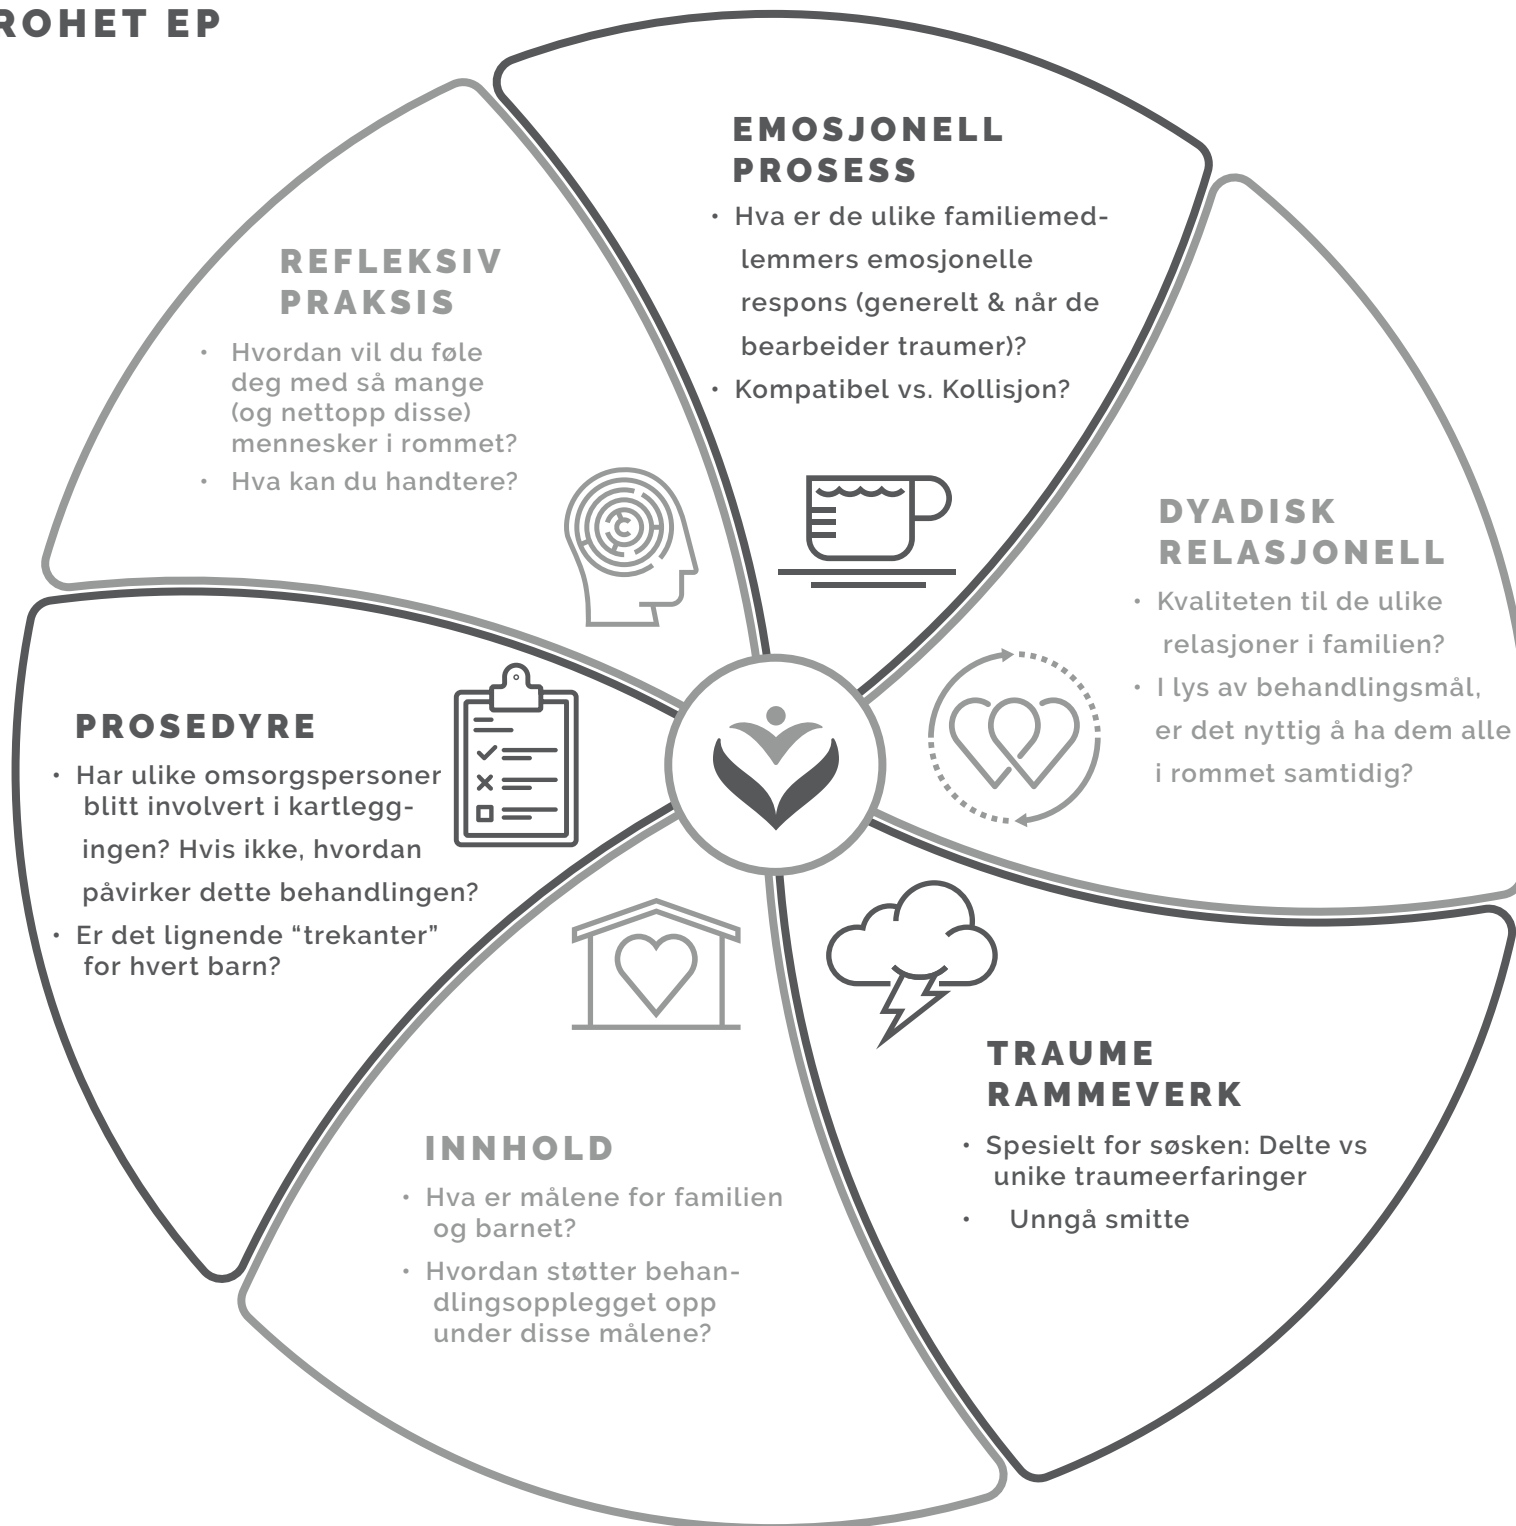 ROHET EP
EMOSJONELL
PROSESS
• Hva er de ulike familiemed-
lemmers emosjonelle
respons (generelt & når de
bearbeider traumer)?
• Kompatibel vs. Kollisjon?
REFLEKSIV
PRAKSIS
• Hvordan vil du føle
deg med så mange
(og nettopp disse)
mennesker i rommet?
• Hva kan du handtere?
DYADISK
RELASJONELL
• Kvaliteten til de ulike
relasjoner i familien?
• I lys av behandlingsmål,
er det nyttig å ha dem alle
i rommet samtidig?
PROSEDYRE
• Har ulike omsorgspersoner
blitt involvert i kartlegg-
ingen? Hvis ikke, hvordan
påvirker dette behandlingen?
• Er det lignende “trekanter”
for hvert barn?
TRAUME
RAMMEVERK
• Spesielt for søsken: Delte vs
unike traumeerfaringer
• Unngå smitte
INNHOLD
• Hva er målene for familien
og barnet?
• Hvordan støtter behan-
dlingsopplegget opp
under disse målene?